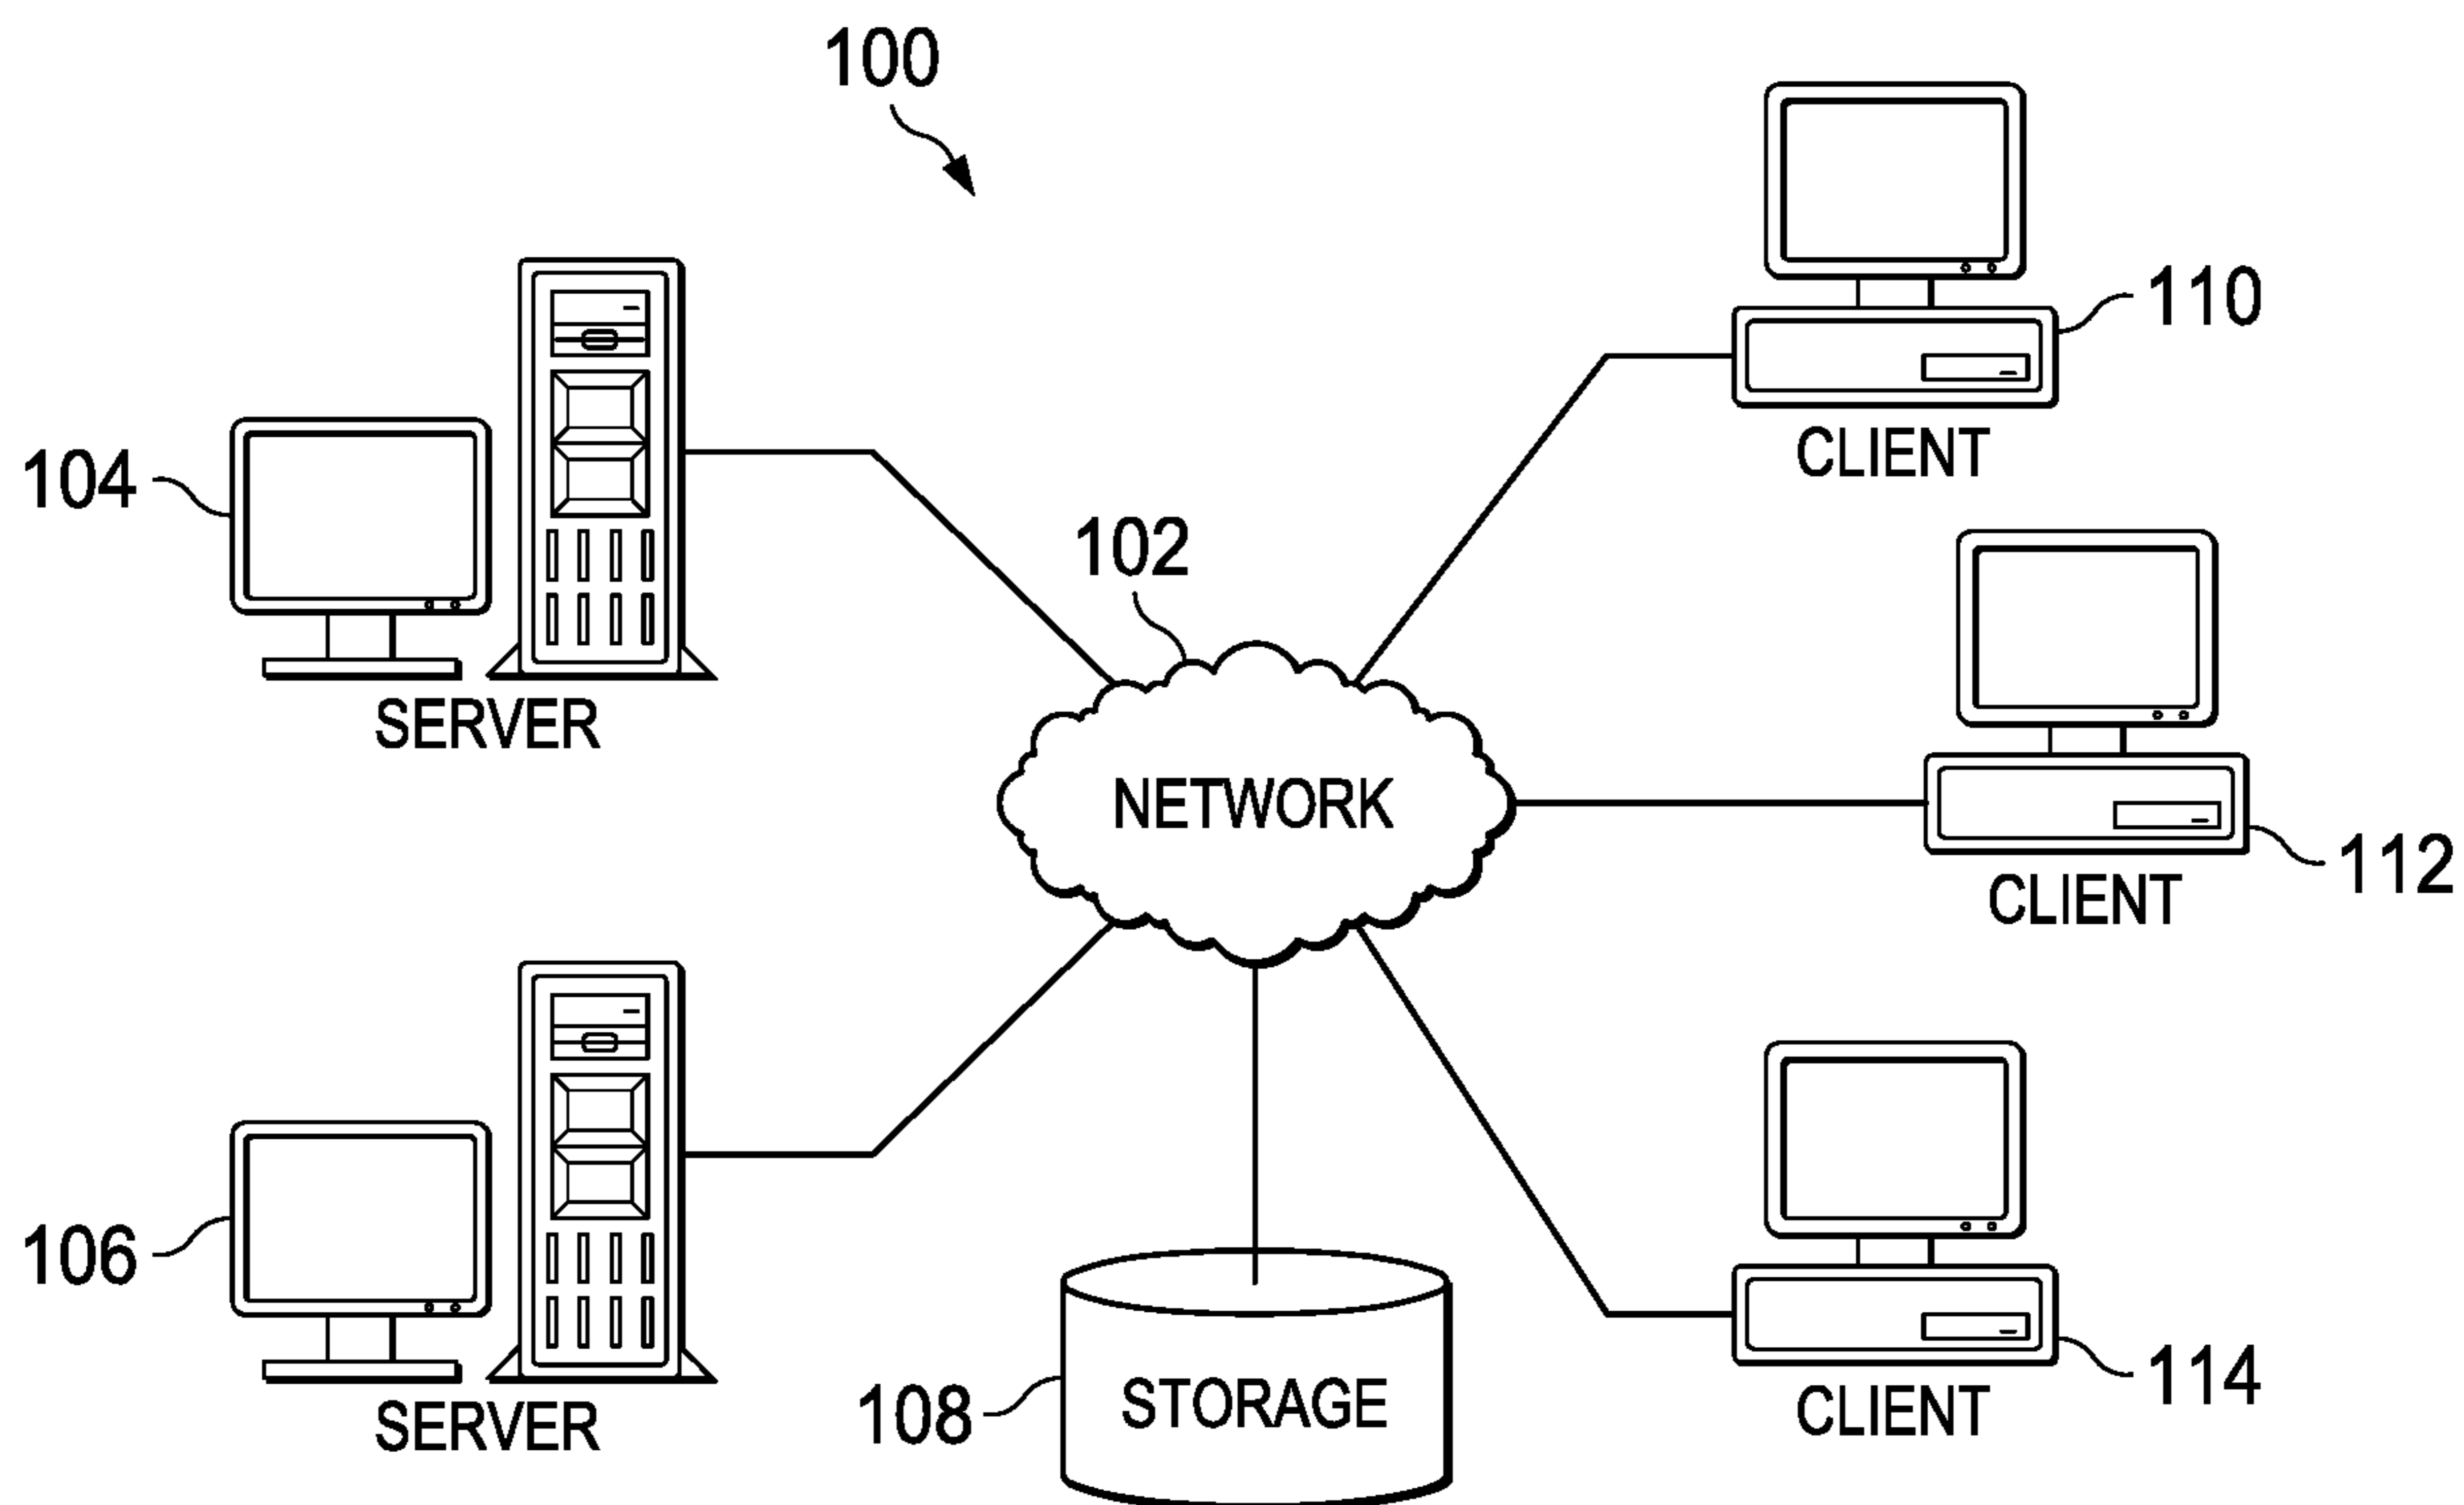 100
110
CLIENT
104
SERVER
102
NETWORK
112
CLIENT
106
SERVER
108
STORAGE
114
CLIENT